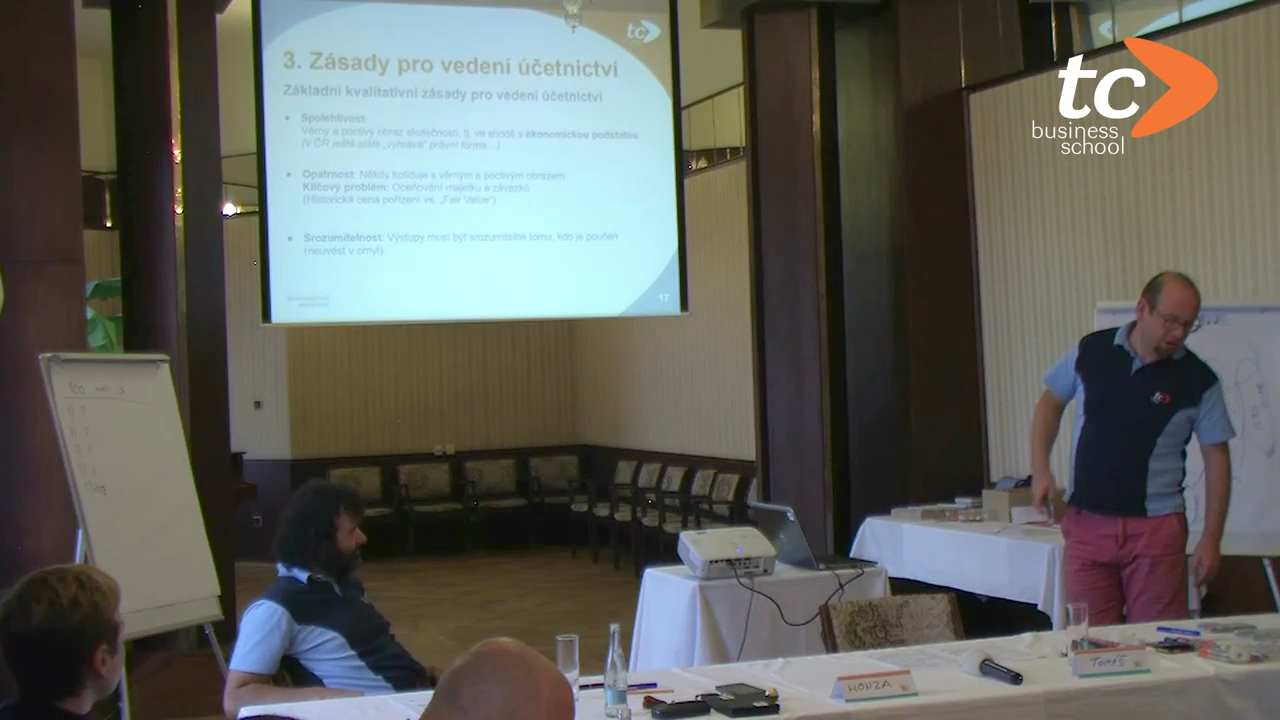 tc
3. Zásady pro vedení účetnictví
Základní kvalitativní zásady pro vedení účetnictví
Spolehlivost:
Věrný a poctivý obraz skutečnosti, tj. ve shodě s ekonomickou podstatou
(v ČR ještě stále „vyhrává" právní forma…)
Opatrnost: Někdy koliduje s věrným a poctivým obrazem
Klíčový problém: Oceňování majetku a závazků
(Historická cena pořízení vs. „Fair Value")
Srozumitelnost: Výstupy musí být srozumitelné tomu, kdo je poučen
(neuvést v omyl)
17
tc
business
school
100
tc
HONZA
TOMÁŠ